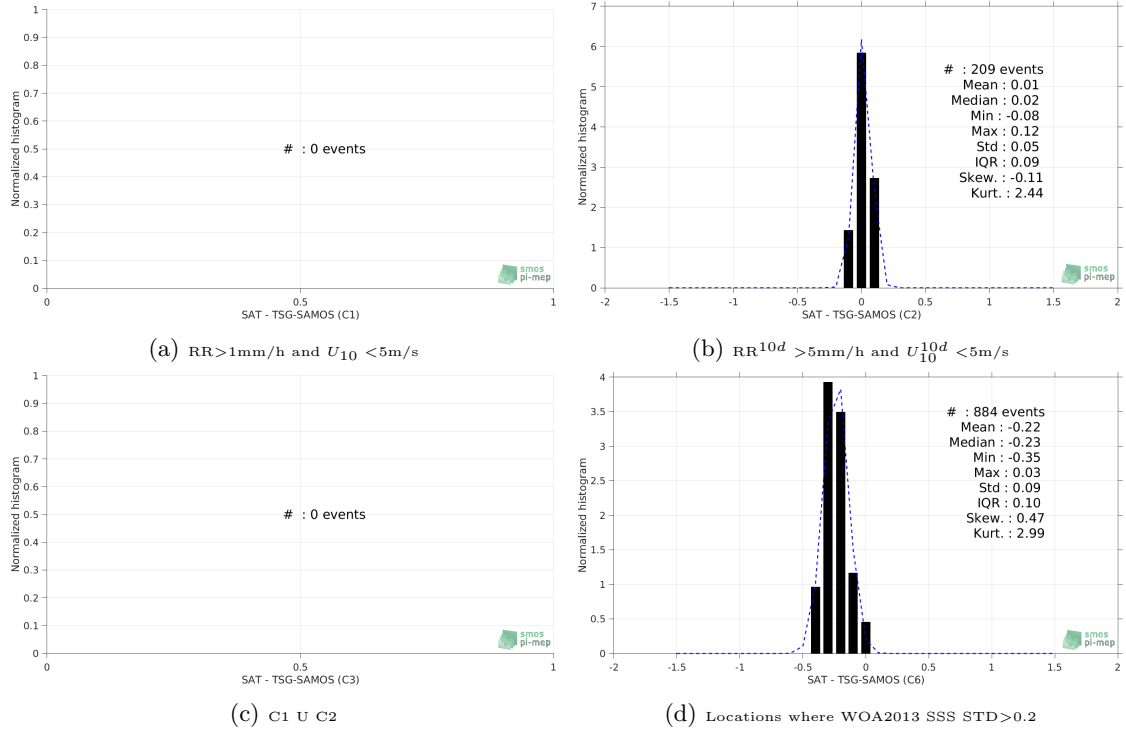 1
0.9
0.8
0.7
0.6
0.5
0.4
0.3
0.2
0.1
0
0 0.5 1
Normalized histogram
# : 0 events
smos
pi-mep
SAT - TSG-SAMOS (C1)
(a) RR>1mm/h and U10 <5m/s
7
6
5
4
3
2
1
0
-2 -1.5 -1 -0.5 0 0.5 1 1.5 2
Normalized histogram
# : 209 events
Mean : 0.01
Median : 0.02
Min : -0.08
Max : 0.12
Std : 0.05
IQR : 0.09
Skew. : -0.11
Kurt. : 2.44
smos
pi-mep
SAT - TSG-SAMOS (C2)
(b) RR10d >5mm/h and U10d10 <5m/s
1
0.9
0.8
0.7
0.6
0.5
0.4
0.3
0.2
0.1
0
0 0.5 1
Normalized histogram
# : 0 events
smos
pi-mep
SAT - TSG-SAMOS (C3)
(c) C1 U C2
4
3.5
3
2.5
2
1.5
1
0.5
0
-2 -1.5 -1 -0.5 0 0.5 1 1.5 2
Normalized histogram
# : 884 events
Mean : -0.22
Median : -0.23
Min : -0.35
Max : 0.03
Std : 0.09
IQR : 0.10
Skew. : 0.47
Kurt. : 2.99
smos
pi-mep
SAT - TSG-SAMOS (C6)
(d) Locations where WOA2013 SSS STD>0.2